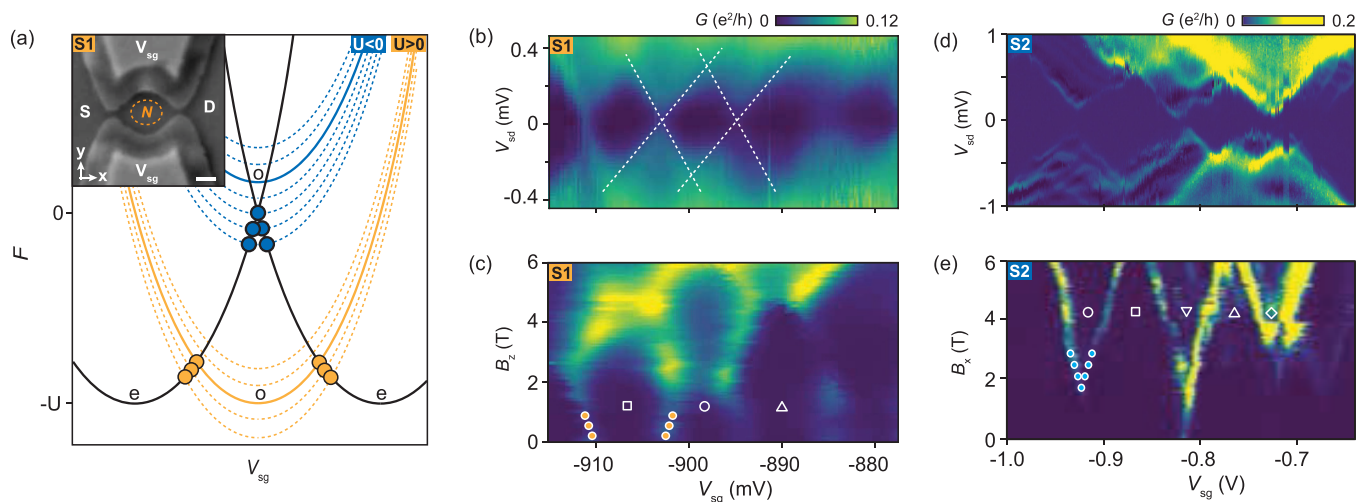 (a)
S1
V_sg
S
N
D
y
x
V_sg
U<0
U>0
o
e
o
e
0
-U
F
V_sg
G (e²/h) 0 0.12
(b)
S1
0.4
0
-0.4
V_sd (mV)
(c)
S1
6
4
2
0
B_z (T)
-910 -900 -890 -880
V_sg (mV)
G (e²/h) 0 0.2
(d)
S2
1
0
-1
V_sd (mV)
(e)
S2
6
4
2
0
B_x (T)
-1.0 -0.9 -0.8 -0.7
V_sg (V)